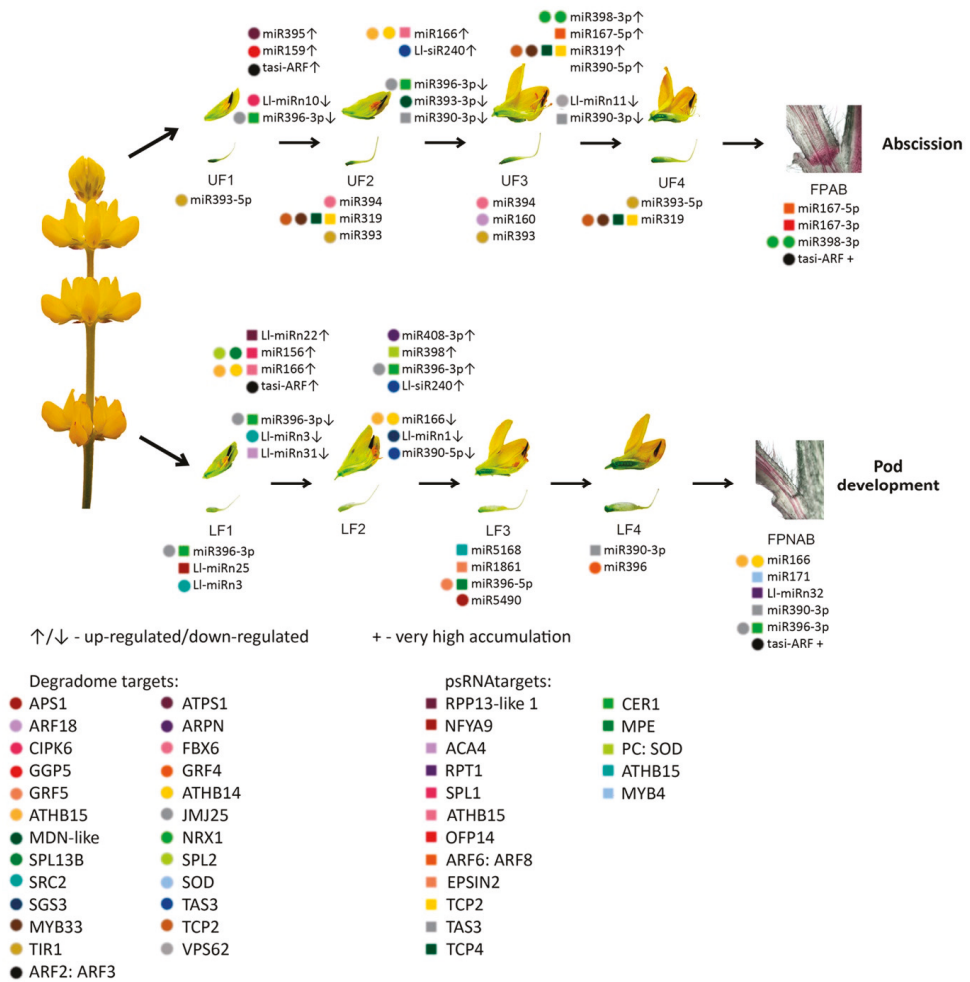 miR395↑
miR159↑
tasi-ARF↑
Ll-miRn10↓
miR396-3p↓
miR166↑
Ll-siR240↑
miR396-3p↓
miR393-3p↓
miR390-3p↓
miR398-3p↑
miR167-5p↑
miR319↑
miR390-5p↑
Ll-miRn11↓
miR390-3p↓
Abscission
UF1
miR393-5p
UF2
miR394
miR319
miR393
UF3
miR394
miR160
miR393
UF4
miR393-5p
miR319
FPAB
miR167-5p
miR167-3p
miR398-3p
tasi-ARF +
Ll-miRn22↑
miR156↑
miR166↑
tasi-ARF↑
miR396-3p↓
Ll-miRn3↓
Ll-miRn31↓
miR408-3p↑
miR398↑
miR396-3p↑
Ll-siR240↑
miR166↓
Ll-miRn1↓
miR390-5p↓
Pod
development
LF1
miR396-3p
Ll-miRn25
Ll-miRn3
LF2
LF3
miR5168
miR1861
miR396-5p
miR5490
LF4
miR390-3p
miR396
FPNAB
miR166
miR171
Ll-miRn32
miR390-3p
miR396-3p
tasi-ARF +
↑/↓ - up-regulated/down-regulated
+ - very high accumulation
Degradome targets:
APS1
ARF18
CIPK6
GGP5
GRF5
ATHB15
MDN-like
SPL13B
SRC2
SGS3
MYB33
TIR1
ARF2: ARF3
ATPS1
ARPN
FBX6
GRF4
ATHB14
JMJ25
NRX1
SPL2
SOD
TAS3
TCP2
VPS62
psRNAtargets:
RPP13-like 1
NFYA9
ACA4
RPT1
SPL1
ATHB15
OFP14
ARF6: ARF8
EPSIN2
TCP2
TAS3
TCP4
CER1
MPE
PC: SOD
ATHB15
MYB4